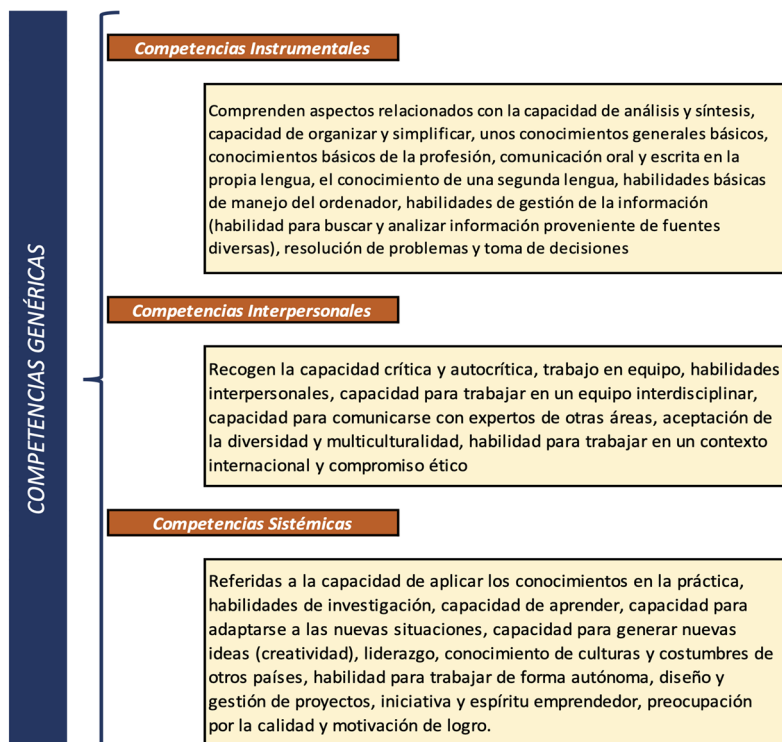 COMPETENCIAS GENÉRICAS
Competencias Instrumentales
Comprenden aspectos relacionados con la capacidad de análisis y síntesis,
capacidad de organizar y simplificar, unos conocimientos generales básicos,
conocimientos básicos de la profesión, comunicación oral y escrita en la
propia lengua, el conocimiento de una segunda lengua, habilidades básicas
de manejo del ordenador, habilidades de gestión de la información
(habilidad para buscar y analizar información proveniente de fuentes
diversas), resolución de problemas y toma de decisiones
Competencias Interpersonales
Recogen la capacidad crítica y autocrítica, trabajo en equipo, habilidades
interpersonales, capacidad para trabajar en un equipo interdisciplinar,
capacidad para comunicarse con expertos de otras áreas, aceptación de
la diversidad y multiculturalidad, habilidad para trabajar en un contexto
internacional y compromiso ético
Competencias Sistémicas
Referidas a la capacidad de aplicar los conocimientos en la práctica,
habilidades de investigación, capacidad de aprender, capacidad para
adaptarse a las nuevas situaciones, capacidad para generar nuevas
ideas (creatividad), liderazgo, conocimiento de culturas y costumbres de
otros países, habilidad para trabajar de forma autónoma, diseño y
gestión de proyectos, iniciativa y espíritu emprendedor, preocupación
por la calidad y motivación de logro.